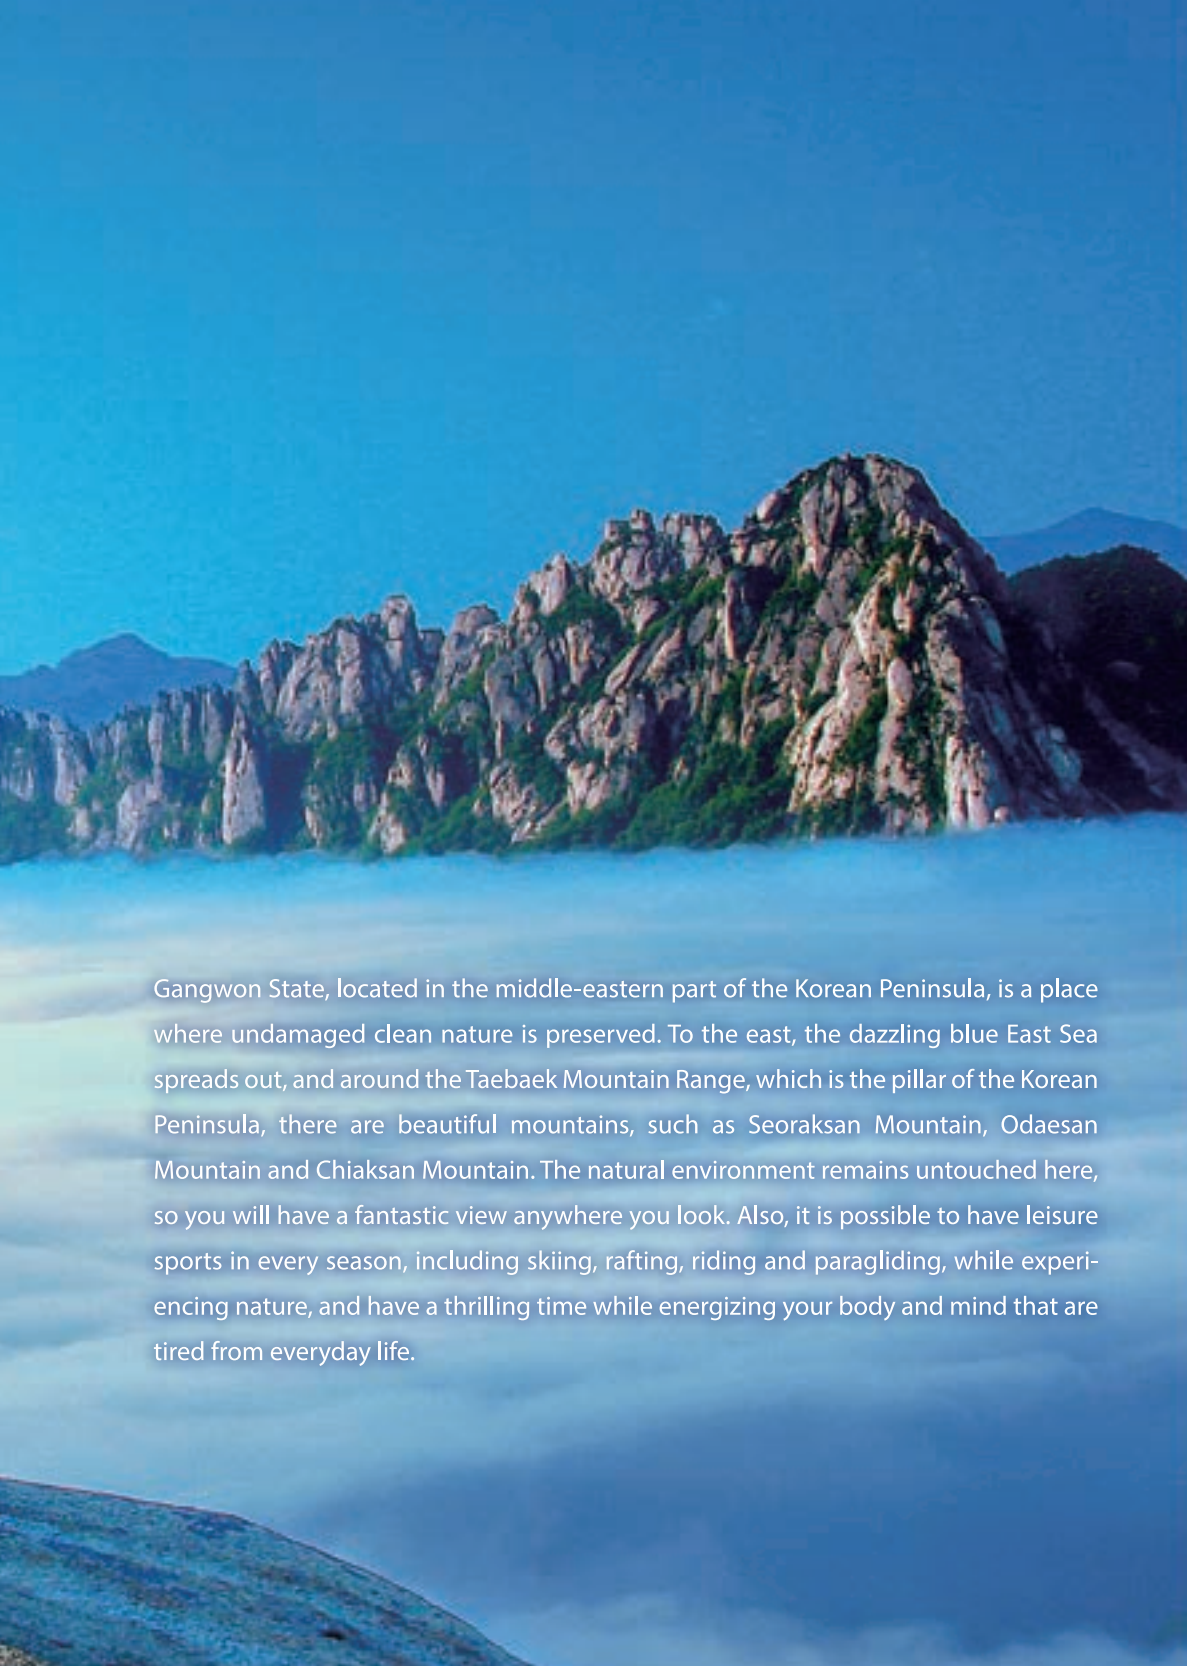 Gangwon State, located in the middle-eastern part of the Korean Peninsula, is a place
where undamaged clean nature is preserved. To the east, the dazzling blue East Sea
spreads out, and around the Taebaek Mountain Range, which is the pillar of the Korean
Peninsula, there are beautiful mountains, such as Seoraksan Mountain, Odaesan
Mountain and Chiaksan Mountain. The natural environment remains untouched here,
so you will have a fantastic view anywhere you look. Also, it is possible to have leisure
sports in every season, including skiing, rafting, riding and paragliding, while experi-
encing nature, and have a thrilling time while energizing your body and mind that are
tired from everyday life.